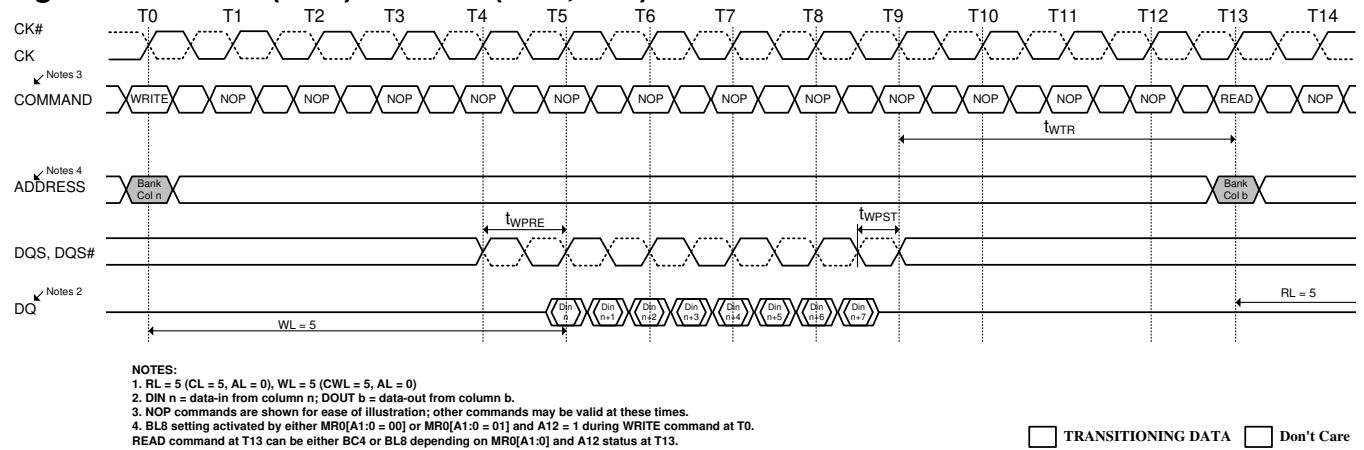 T0 T1 T2 T3 T4 T5 T6 T7 T8 T9 T10 T11 T12 T13 T14
CK#
CK
Notes 3
COMMAND WRITE NOP NOP NOP NOP NOP NOP NOP NOP NOP NOP NOP NOP READ NOP
tWTR
Notes 4
ADDRESS
Bank Bank
Col n Col b
tWPRE tWPST
DQS, DQS#
Notes 2
DQ
Din Din Din Din Din Din Din Din
n n+1 n+2 n+3 n+4 n+5 n+6 n+7
RL = 5
WL = 5
NOTES:
1. RL = 5 (CL = 5, AL = 0), WL = 5 (CWL = 5, AL = 0)
2. DIN n = data-in from column n; DOUT b = data-out from column b.
3. NOP commands are shown for ease of illustration; other commands may be valid at these times.
4. BL8 setting activated by either MR0[A1:0 = 00] or MR0[A1:0 = 01] and A12 = 1 during WRITE command at T0.
READ command at T13 can be either BC4 or BL8 depending on MR0[A1:0] and A12 status at T13.
TRANSITIONING DATA Don't Care